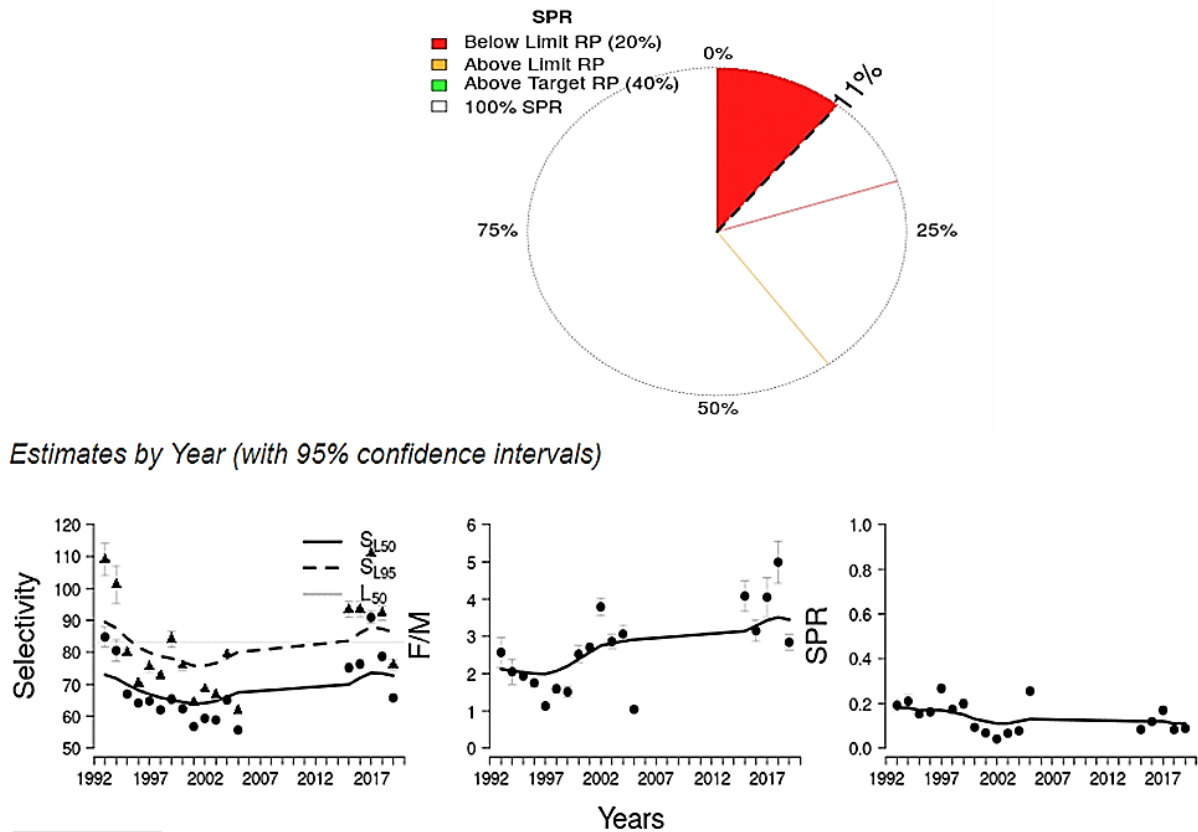 SPR
Below Limit RP (20%)
Above Limit RP
Above Target RP (40%)
100% SPR
0%
11%
25%
50%
75%
Estimates by Year (with 95% confidence intervals)
Selectivity
120
110
100
90
80
70
60
50
SL50
SL95
L50
1992 1997 2002 2007 2012 2017
F/M
6
5
4
3
2
1
0
1992 1997 2002 2007 2012 2017
SPR
1.0
0.8
0.6
0.4
0.2
0.0
1992 1997 2002 2007 2012 2017
Years